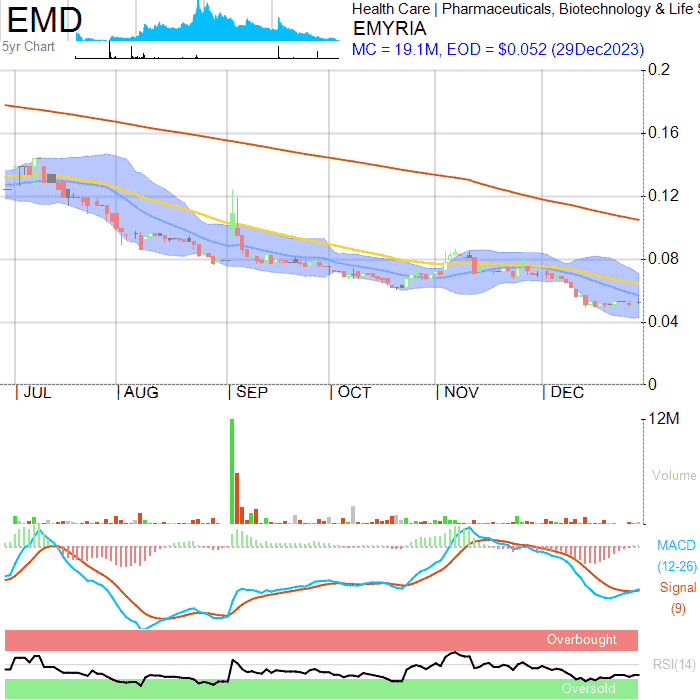 EMD
5yr Chart
Health Care | Pharmaceuticals, Biotechnology & Life S
EMYRIA
MC = 19.1M, EOD = $0.052 (29Dec2023)
0.2
0.16
0.12
0.08
0.04
0
JUL AUG SEP OCT NOV DEC
12M
Volume
MACD
(12-26)
Signal
(9)
Overbought
RSI(14)
Oversold